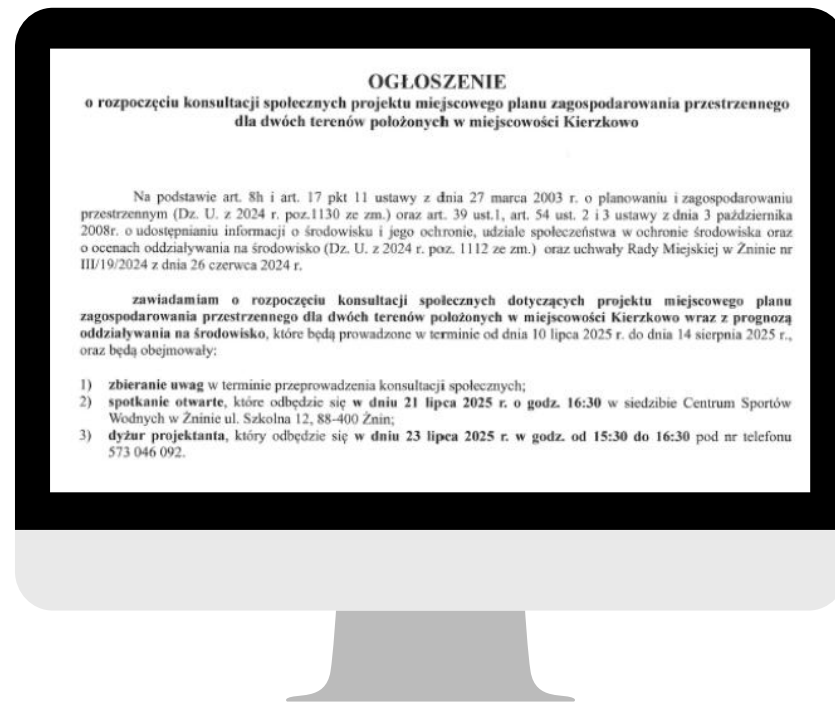 OGŁOSZENIE
o rozpoczęciu konsultacji społecznych projektu miejscowego planu zagospodarowania przestrzennego
dla dwóch terenów położonych w miejscowości Kierzkowo
Na podstawie art. 8h i art. 17 pkt 11 ustawy z dnia 27 marca 2003 r. o planowaniu i zagospodarowaniu
przestrzennym (Dz. U. z 2024 r. poz.1130 ze zm.) oraz art. 39 ust.1, art. 54 ust. 2 i 3 ustawy z dnia 3 października
2008r. o udostępnianiu informacji o środowisku i jego ochronie, udziale społeczeństwa w ochronie środowiska oraz
o ocenach oddziaływania na środowisko (Dz. U. z 2024 r. poz. 1112 ze zm.) oraz uchwały Rady Miejskiej w Żninie nr
III/19/2024 z dnia 26 czerwca 2024 r.
zawiadamiam o rozpoczęciu konsultacji społecznych dotyczących projektu miejscowego planu
zagospodarowania przestrzennego dla dwóch terenów położonych w miejscowości Kierzkowo wraz z prognozą
oddziaływania na środowisko, które będą prowadzone w terminie od dnia 10 lipca 2025 r. do dnia 14 sierpnia 2025 r.,
oraz będą obejmowały:
1) zbieranie uwag w terminie przeprowadzenia konsultacji społecznych;
2) spotkanie otwarte, które odbędzie się w dniu 21 lipca 2025 r. o godz. 16:30 w siedzibie Centrum Sportów
Wodnych w Żninie ul. Szkolna 12, 88-400 Żnin;
3) dyżur projektanta, który odbędzie się w dniu 23 lipca 2025 r. w godz. od 15:30 do 16:30 pod nr telefonu
573 046 092.